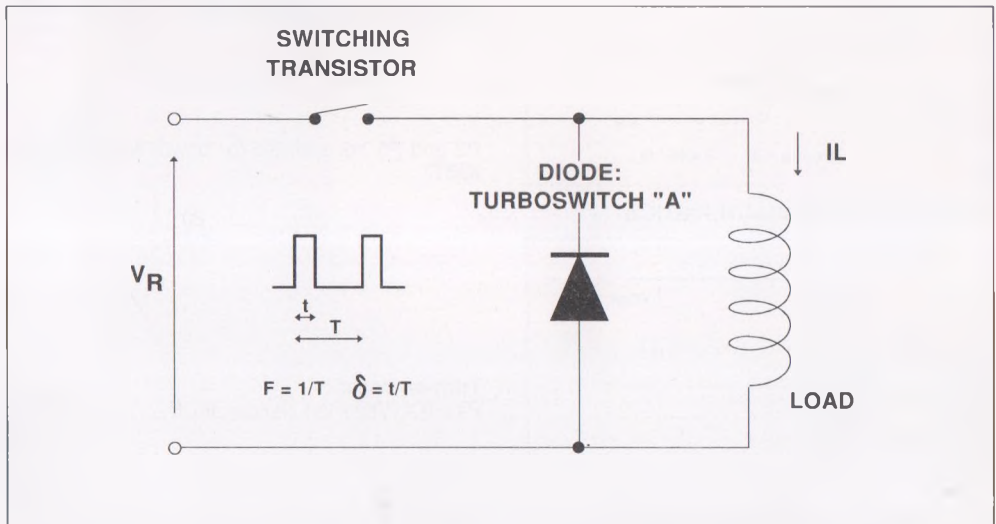 SWITCHING
TRANSISTOR
IL
DIODE:
TURBOSWITCH "A"
VR
t
T
F = 1/T δ = t/T
LOAD